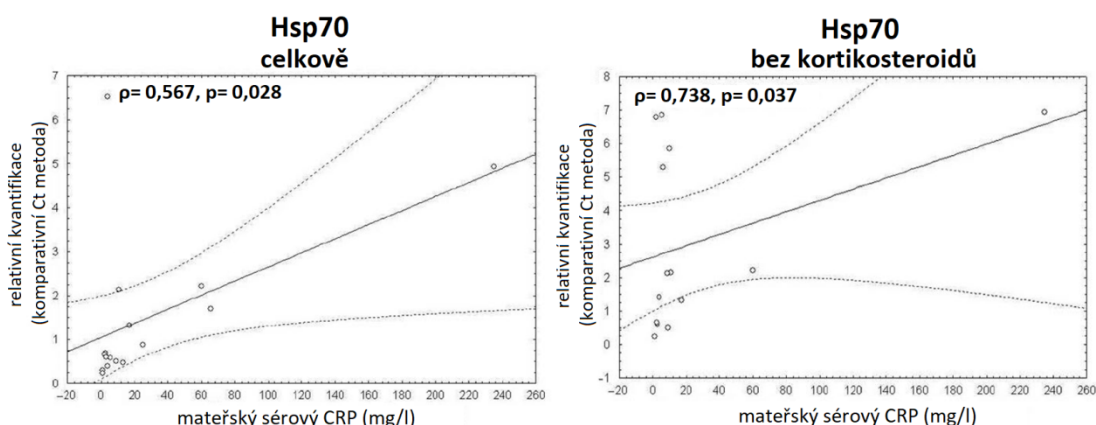 Hsp70
celkově
ρ= 0,567, p= 0,028
relativní kvantifikace
(komparativní Ct metoda)
7
6
5
4
3
2
1
0
−20 0 20 40 60 80 100 120 140 160 180 200 220 240 260
mateřský sérový CRP (mg/l)
Hsp70
bez kortikosteroidů
ρ= 0,738, p= 0,037
relativní kvantifikace
(komparativní Ct metoda)
8
7
6
5
4
3
2
1
0
−1
−20 0 20 40 60 80 100 120 140 160 180 200 220 240 260
mateřský sérový CRP (mg/l)